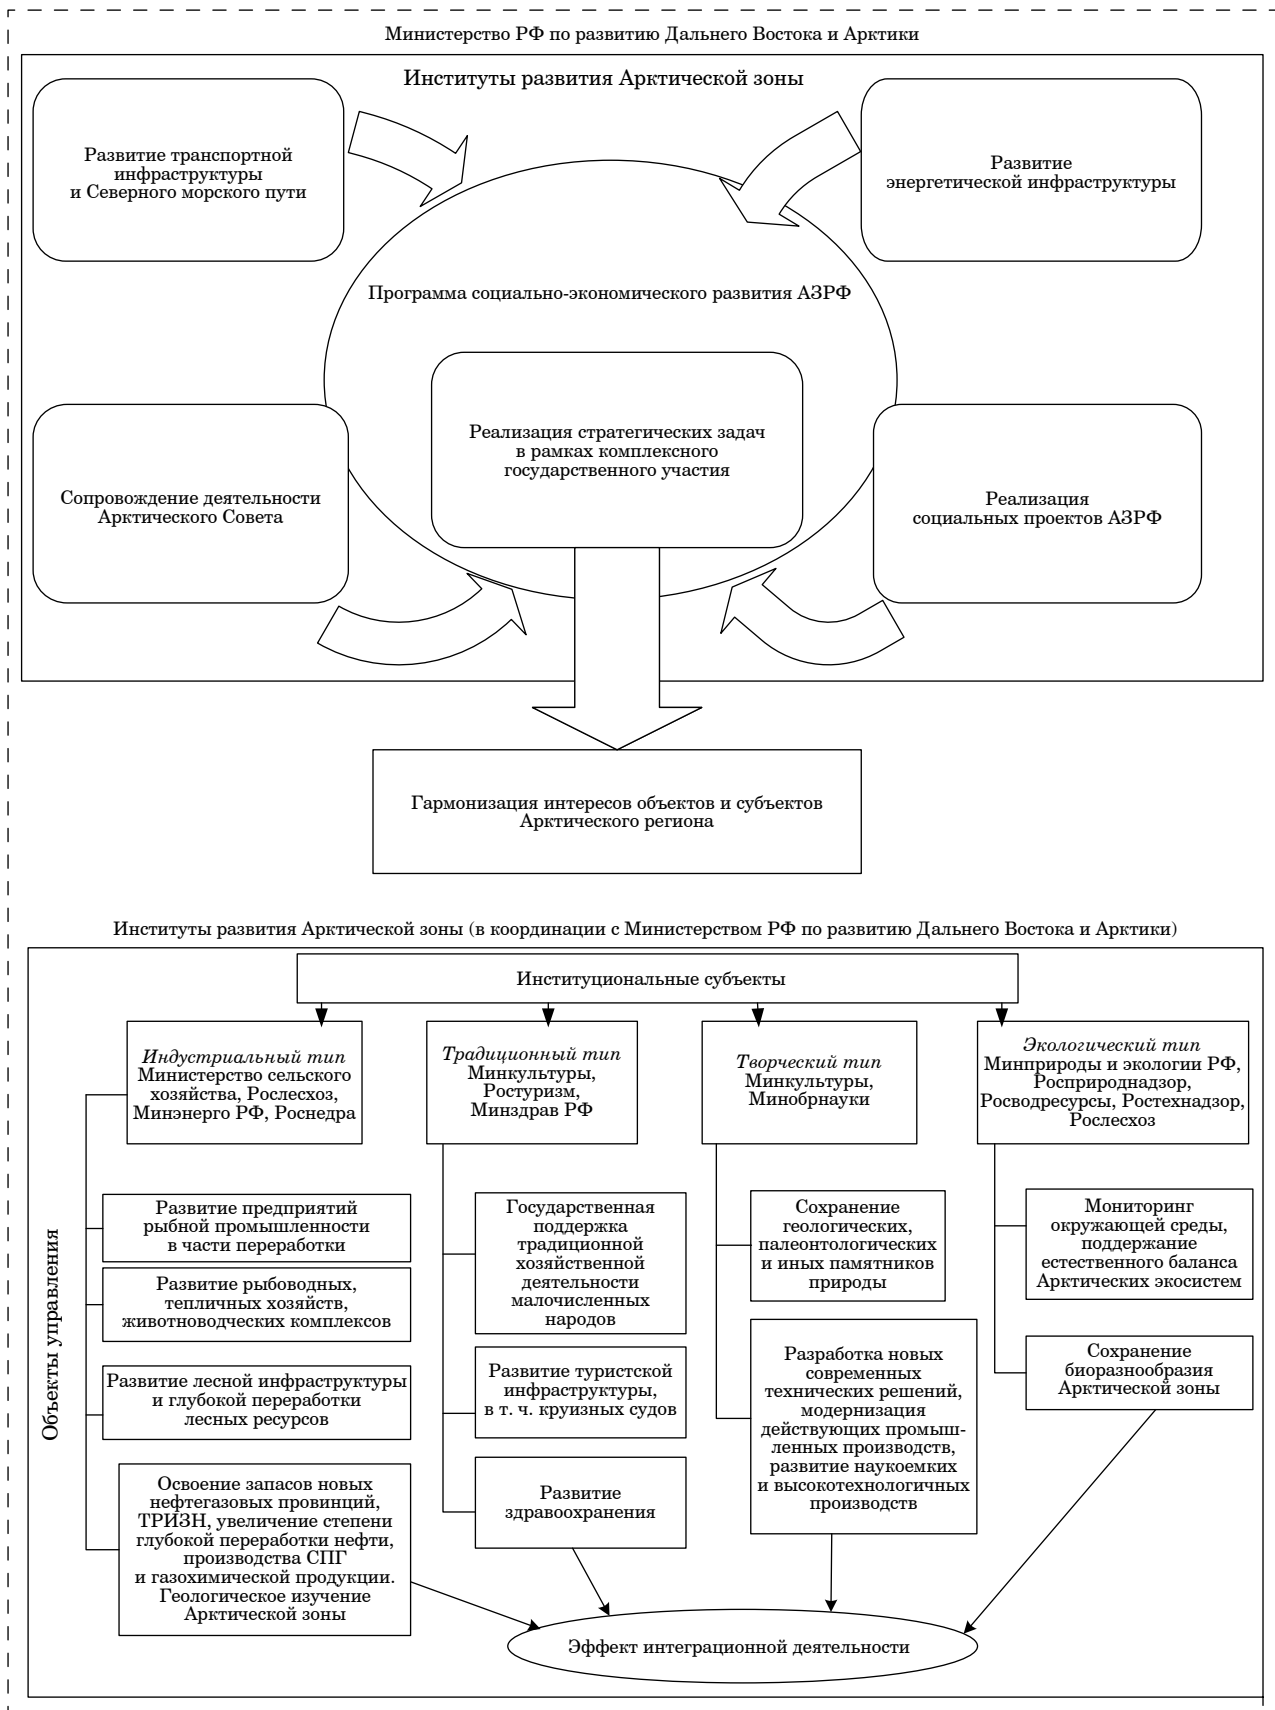 Министерство РФ по развитию Дальнего Востока и Арктики
Институты развития Арктической зоны
Развитие транспортной
инфраструктуры
и Северного морского пути
Развитие
энергетической инфраструктуры
Программа социально-экономического развития АЗРФ
Реализация стратегических задач
в рамках комплексного
государственного участия
Сопровождение деятельности
Арктического Совета
Реализация
социальных проектов АЗРФ
Гармонизация интересов объектов и субъектов
Арктического региона
Институты развития Арктической зоны (в координации с Министерством РФ по развитию Дальнего Востока и Арктики)
Институциональные субъекты
Индустриальный тип
Министерство сельского
хозяйства, Рослесхоз,
Минэнерго РФ, Роснедра
Традиционный тип
Минкультуры,
Ростуризм,
Минздрав РФ
Творческий тип
Минкультуры,
Минобрнауки
Экологический тип
Минприроды и экологии РФ,
Росприроднадзор,
Росводресурсы, Ростехнадзор,
Рослесхоз
Объекты управления
Развитие предприятий
рыбной промышленности
в части переработки
Развитие рыбоводных,
тепличных хозяйств,
животноводческих комплексов
Развитие лесной инфраструктуры
и глубокой переработки
лесных ресурсов
Освоение запасов новых
нефтегазовых провинций,
ТРИЗН, увеличение степени
глубокой переработки нефти,
производства СПГ
и газохимической продукции.
Геологическое изучение
Арктической зоны
Государственная
поддержка
традиционной
хозяйственной
деятельности
малочисленных
народов
Развитие туристской
инфраструктуры,
в т. ч. круизных судов
Развитие
здравоохранения
Сохранение
геологических,
палеонтологических
и иных памятников
природы
Разработка новых
современных
технических решений,
модернизация
действующих промыш-
ленных производств,
развитие наукоемких
и высокотехнологичных
производств
Мониторинг
окружающей среды,
поддержание
естественного баланса
Арктических экосистем
Сохранение
биоразнообразия
Арктической зоны
Эффект интеграционной деятельности